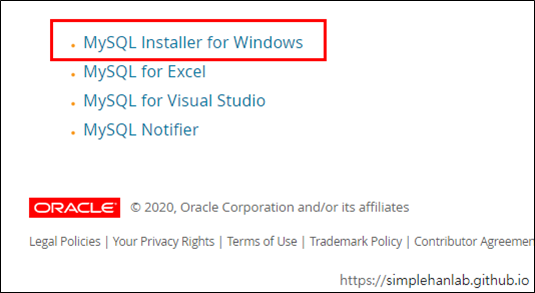 MySQL Installer for Windows
MySQL for Excel
MySQL for Visual Studio
MySQL Notifier
ORACLE © 2020, Oracle Corporation and/or its affiliates
Legal Policies | Your Privacy Rights | Terms of Use | Trademark Policy | Contributor Agreemen
https://simplehanlab.github.io